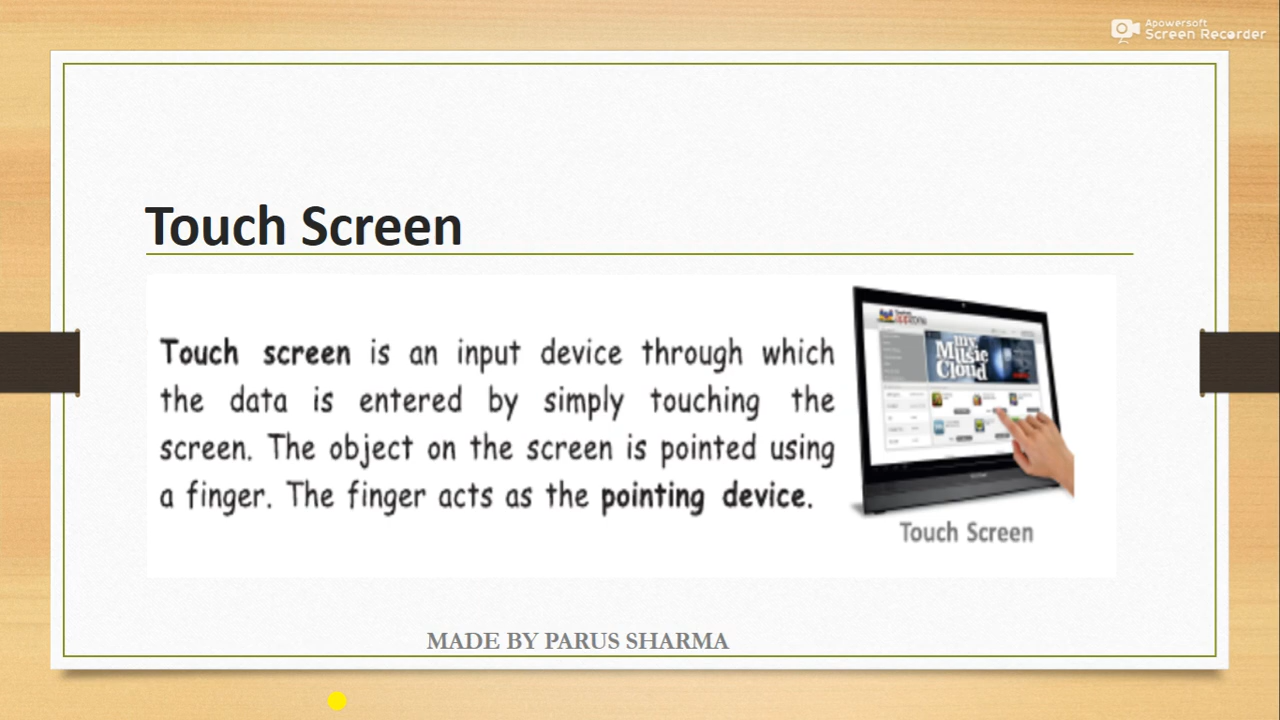 Apowersoft
Screen Recorder
Touch Screen
Touch screen is an input device through which
the data is entered by simply touching the
screen. The object on the screen is pointed using
a finger. The finger acts as the pointing device.
my
Music
Cloud
Touch Screen
MADE BY PARUS SHARMA